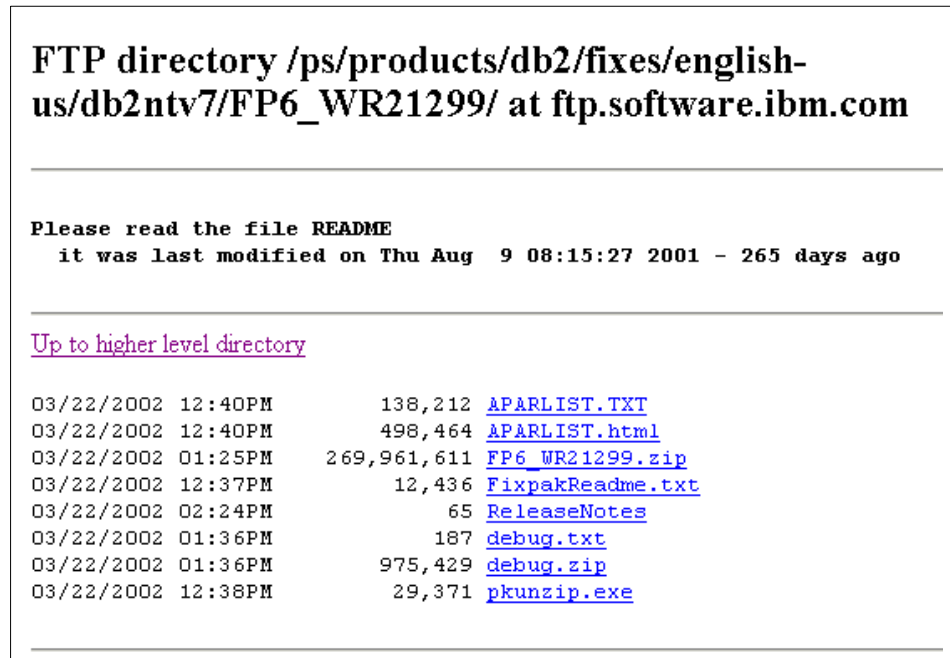 FTP directory /ps/products/db2/fixes/english-
us/db2ntv7/FP6_WR21299/ at ftp.software.ibm.com
Please read the file README
it was last modified on Thu Aug  9 08:15:27 2001 - 265 days ago
Up to higher level directory
03/22/2002 12:40PM 138,212 APARLIST.TXT
03/22/2002 12:40PM 498,464 APARLIST.html
03/22/2002 01:25PM 269,961,611 FP6_WR21299.zip
03/22/2002 12:37PM 12,436 FixpakReadme.txt
03/22/2002 02:24PM 65 ReleaseNotes
03/22/2002 01:36PM 187 debug.txt
03/22/2002 01:36PM 975,429 debug.zip
03/22/2002 12:38PM 29,371 pkunzip.exe